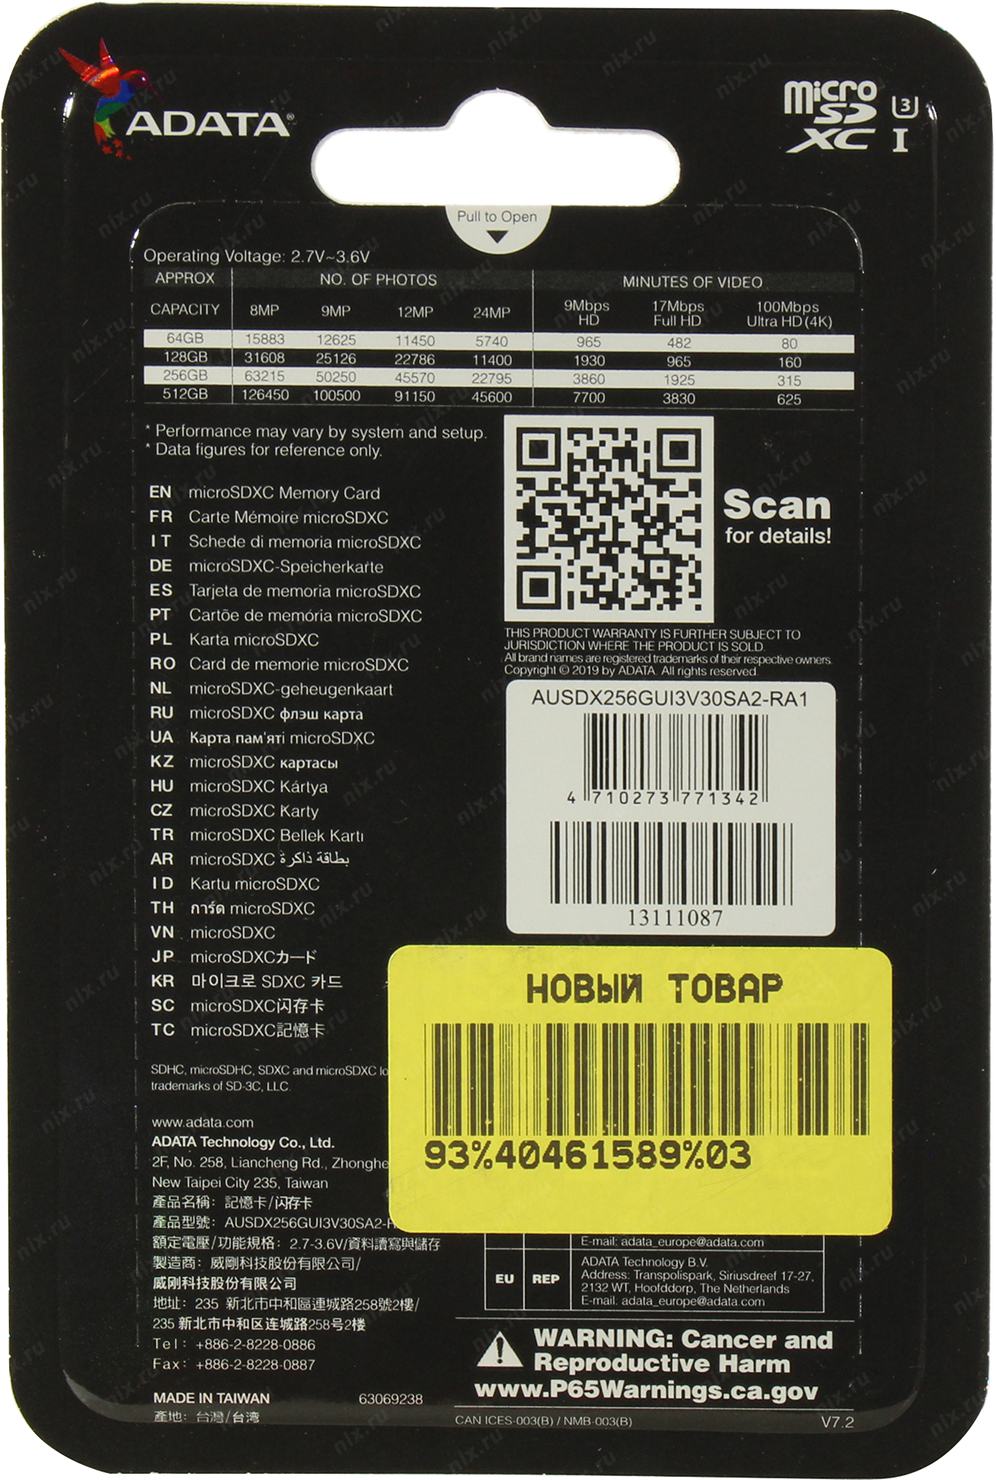 ADATA®
micro
SD
XC 3
I
Pull to Open
Operating Voltage: 2.7V~3.6V
APPROX NO. OF PHOTOS MINUTES OF VIDEO
CAPACITY 8MP 9MP 12MP 24MP 9Mbps HD 17Mbps Full HD 100Mbps Ultra HD (4K)
64GB 15883 12625 11450 5740 965 482 80
128GB 31608 25126 22786 11400 1930 965 160
256GB 63215 50250 45570 22795 3860 1925 315
512GB 126450 100500 91150 45600 7700 3830 625
* Performance may vary by system and setup.
* Data figures for reference only.
EN microSDXC Memory Card
FR Carte Mémoire microSDXC
IT Schede di memoria microSDXC
DE microSDXC-Speicherkarte
ES Tarjeta de memoria microSDXC
PT Cartõe de memória microSDXC
PL Karta microSDXC
RO Card de memorie microSDXC
NL microSDXC-geheugenkaart
RU microSDXC флэш карта
UA Карта пам'яті microSDXC
KZ microSDXC картасы
HU microSDXC Kártya
CZ microSDXC Karty
TR microSDXC Bellek Kartı
AR microSDXC بطاقة ذاكرة
ID Kartu microSDXC
TH การ์ด microSDXC
VN microSDXC
JP microSDXCカード
KR 마이크로 SDXC 카드
SC microSDXC闪存卡
TC microSDXC記憶卡
Scan
for details!
THIS PRODUCT WARRANTY IS FURTHER SUBJECT TO
JURISDICTION WHERE THE PRODUCT IS SOLD.
All brand names are registered trademarks of their respective owners.
Copyright © 2019 by ADATA. All rights reserved.
AUSDX256GUI3V30SA2-RA1
4 710273 771342
13111087
НОВЫЙ ТОВАР
93%40461589%03
SDHC, microSDHC, SDXC and microSDXC lo
trademarks of SD-3C, LLC.
www.adata.com
ADATA Technology Co., Ltd.
2F, No. 258, Liancheng Rd., Zhonghe
New Taipei City 235, Taiwan
產品名稱: 記憶卡/闪存卡
產品型號: AUSDX256GUI3V30SA2-R
額定電壓/功能規格: 2.7-3.6V/資料讀寫與儲存
製造商: 威剛科技股份有限公司/
威刚科技股份有限公司
地址: 235 新北市中和區連城路258號2樓/
235 新北市中和区连城路258号2楼
Tel: +886-2-8228-0886
Fax: +886-2-8228-0887
MADE IN TAIWAN 63069238
產地: 台灣/台湾
E-mail: adata_europe@adata.com
EU REP
ADATA Technology B.V.
Address: Transpolispark, Siriusdreef 17-27,
2132 WT, Hoofddorp, The Netherlands
E-mail. adata_europe@adata.com
WARNING: Cancer and
Reproductive Harm
www.P65Warnings.ca.gov
CAN ICES-003(B) / NMB-003(B) V7.2
nix.ru